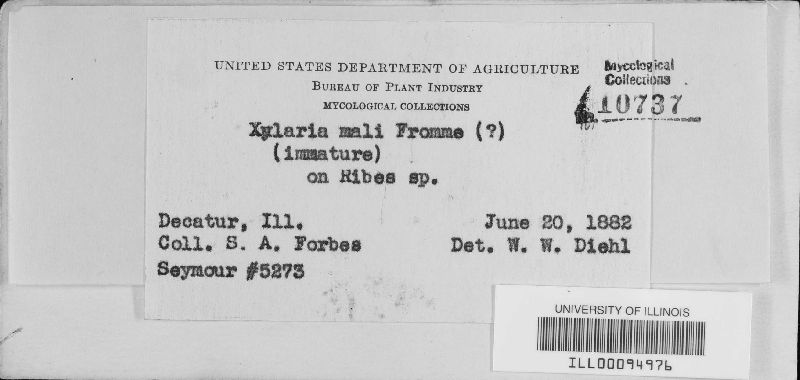 UNITED STATES DEPARTMENT OF AGRICULTURE
BUREAU OF PLANT INDUSTRY
MYCOLOGICAL COLLECTIONS
Mycological
Collections
10737
Xylaria mali Fromme (?)
(immature)
on Ribes sp.
Decatur, Ill.
June 20, 1882
Coll. S. A. Forbes
Det. W. W. Diehl
Seymour #5273
UNIVERSITY OF ILLINOIS
ILL00094976